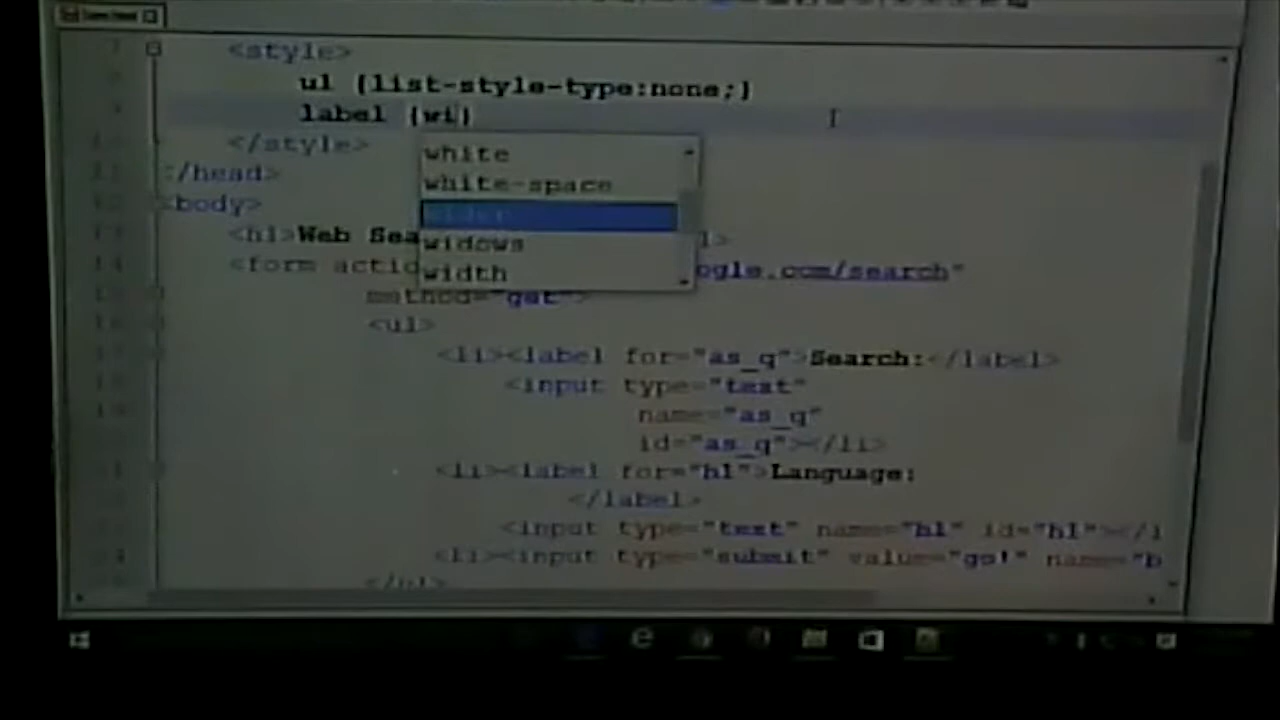 <style>
ul {list-style-type:none;}
label {wi}
</style>
</head>
<body>
white
white-space
widows
width
<h1>Web Sea
<form actio ogle.com/search"
method="get">
<ul>
<li><label for="as_q">Search:</label>
<input type="text"
name="as_q"
id="as_q"></li>
<li><label for="hl">Language:
</label>
<input type="text" name="hl" id="hl"></l
<li><input type="submit" value="go!" name="b
</ul>